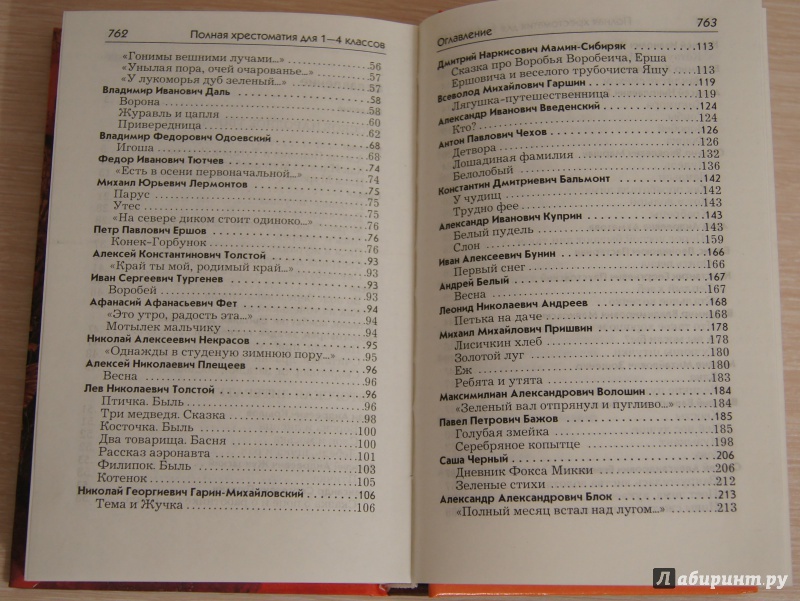 762 Полная хрестоматия для 1—4 классов
«Гонимы вешними лучами...» 56
«Унылая пора, очей очарованье...» 57
«У лукоморья дуб зеленый...» 57
Владимир Иванович Даль 58
Ворона 58
Журавль и цапля 60
Привередница 62
Владимир Федорович Одоевский 68
Игоша 68
Федор Иванович Тютчев 74
«Есть в осени первоначальной...» 74
Михаил Юрьевич Лермонтов 75
Парус 75
Утес 75
«На севере диком стоит одиноко...» 76
Петр Павлович Ершов 76
Конек-Горбунок 76
Алексей Константинович Толстой 93
«Край ты мой, родимый край...» 93
Иван Сергеевич Тургенев 93
Воробей 93
Афанасий Афанасьевич Фет 94
«Это утро, радость эта...» 94
Мотылек мальчику 94
Николай Алексеевич Некрасов 95
«Однажды в студеную зимнюю пору...» 95
Алексей Николаевич Плещеев 96
Весна 96
Лев Николаевич Толстой 96
Птичка. Быль 96
Три медведя. Сказка 98
Косточка. Быль 100
Два товарища. Басня 100
Рассказ аэронавта 101
Филипок. Быль 103
Котенок 105
Николай Георгиевич Гарин-Михайловский 106
Тема и Жучка 106
Оглавление 763
Дмитрий Наркисович Мамин-Сибиряк 113
Сказка про Воробья Воробеича, Ерша
Ершовича и веселого трубочиста Яшу 113
Всеволод Михайлович Гаршин 119
Лягушка-путешественница 119
Александр Иванович Введенский 124
Кто? 124
Антон Павлович Чехов 126
Детвора 126
Лошадиная фамилия 132
Белолобый 136
Константин Дмитриевич Бальмонт 142
У чудищ 142
Трудно фее 143
Александр Иванович Куприн 143
Белый пудель 143
Слон 159
Иван Алексеевич Бунин 166
Первый снег 166
Андрей Белый 167
Весна 167
Леонид Николаевич Андреев 168
Петька на даче 168
Михаил Михайлович Пришвин 178
Лисичкин хлеб 178
Золотой луг 180
Еж 180
Ребята и утята 183
Максимилиан Александрович Волошин 184
«Зеленый вал отпрянул и пугливо...» 184
Павел Петрович Бажов 185
Голубая змейка 185
Серебряное копытце 198
Саша Черный 206
Дневник Фокса Микки 206
Зеленые стихи 212
Александр Александрович Блок 213
«Полный месяц встал над лугом...» 213
Лабиринт.ру